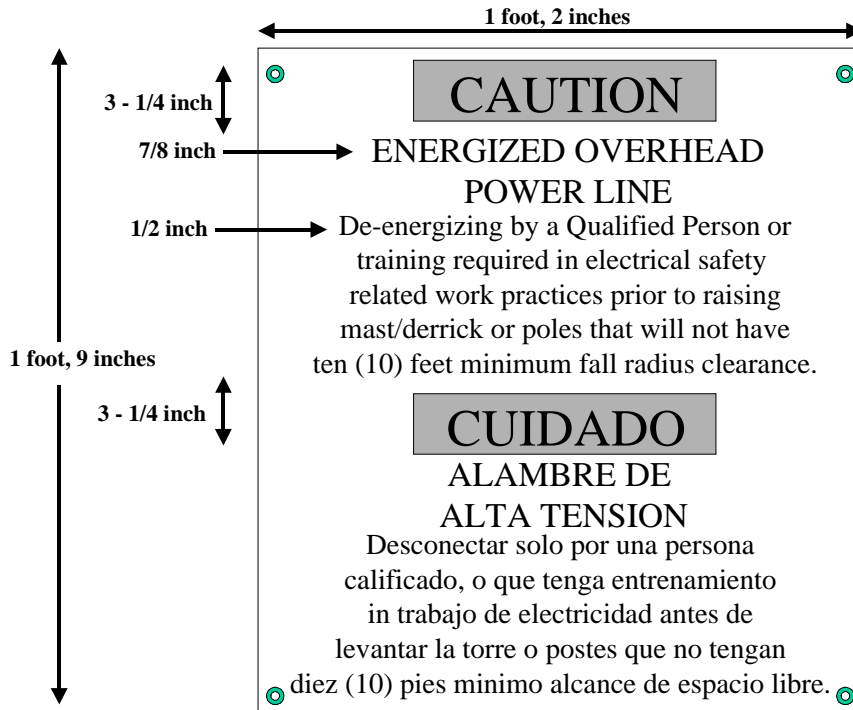 1 foot, 2 inches
3 - 1/4 inch
CAUTION
7/8 inch
ENERGIZED OVERHEAD
POWER LINE
1/2 inch
De-energizing by a Qualified Person or
training required in electrical safety
related work practices prior to raising
mast/derrick or poles that will not have
ten (10) feet minimum fall radius clearance.
1 foot, 9 inches
3 - 1/4 inch
CUIDADO
ALAMBRE DE
ALTA TENSION
Desconectar solo por una persona
calificado, o que tenga entrenamiento
in trabajo de electricidad antes de
levantar la torre o postes que no tengan
diez (10) pies minimo alcance de espacio libre.